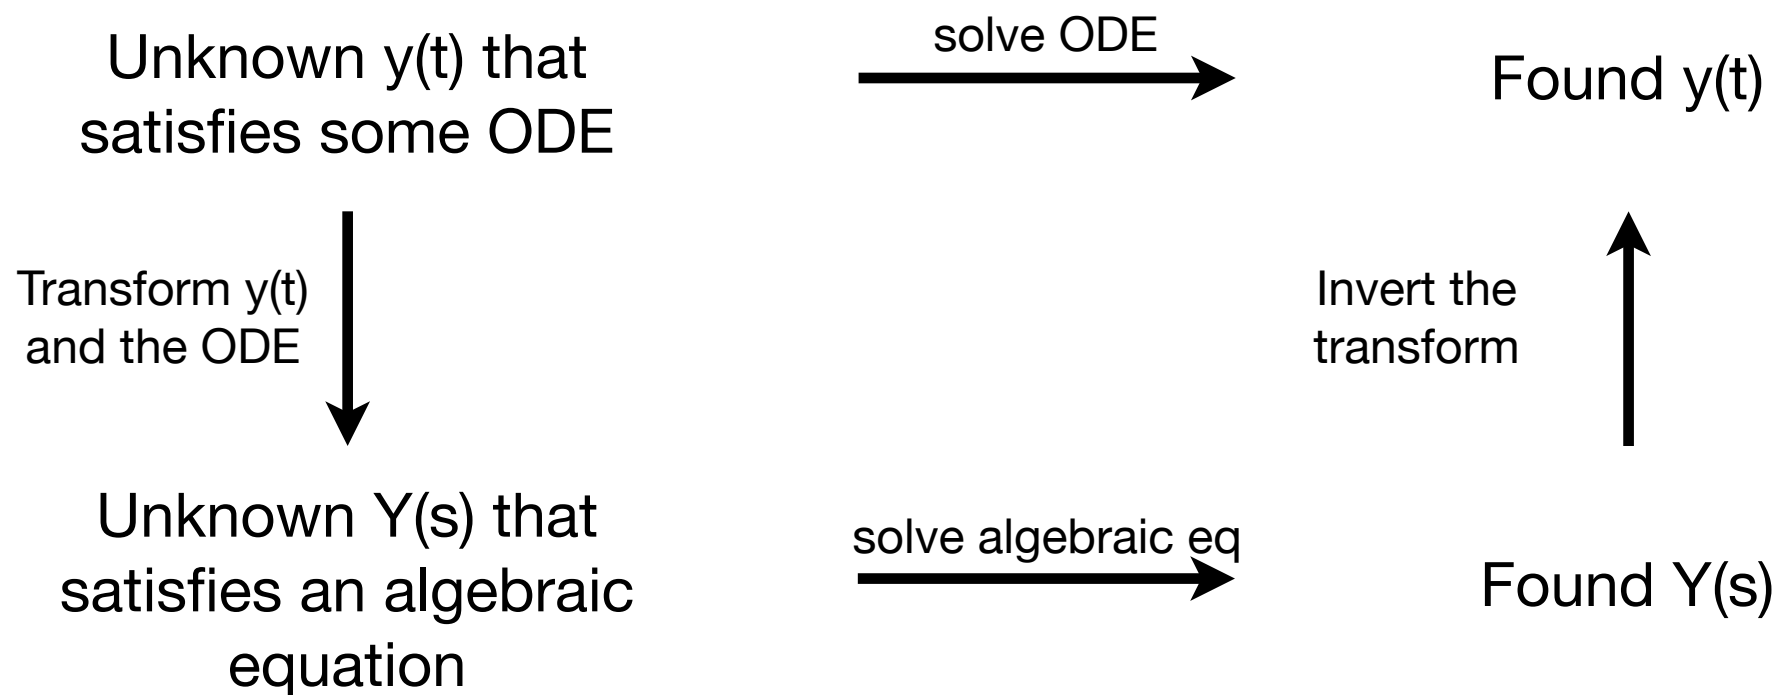 Unknown y(t) that
satisfies some ODE
solve ODE
Found y(t)
Transform y(t)
and the ODE
Invert the
transform
Unknown Y(s) that
satisfies an algebraic
equation
solve algebraic eq
Found Y(s)